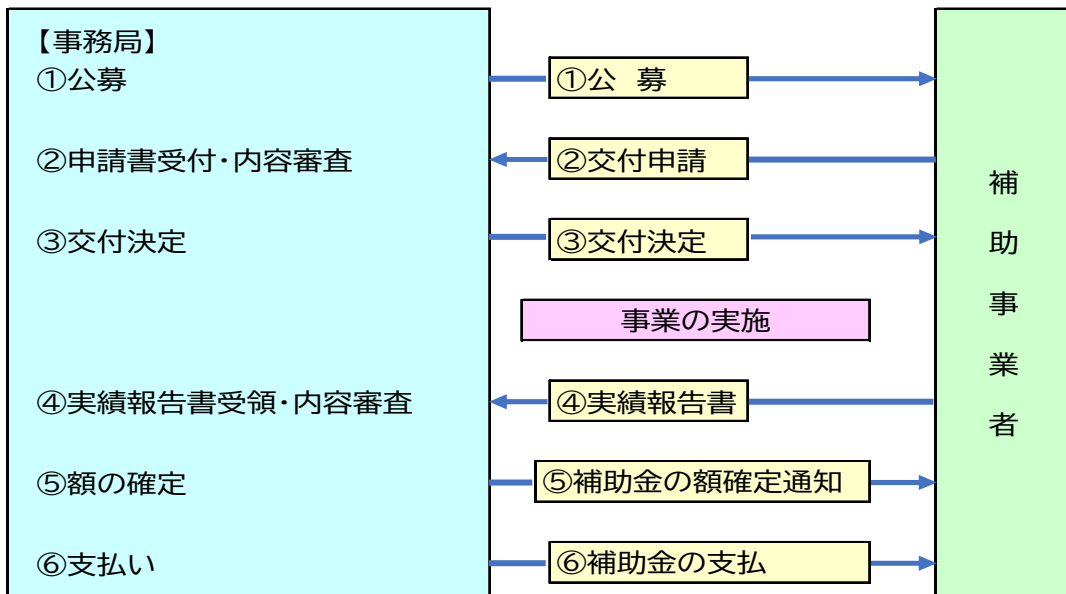 【事務局】
①公募
①公 募
②申請書受付・内容審査
②交付申請
③交付決定
③交付決定
事業の実施
④実績報告書受領・内容審査
④実績報告書
⑤額の確定
⑤補助金の額確定通知
⑥支払い
⑥補助金の支払
補助事業者